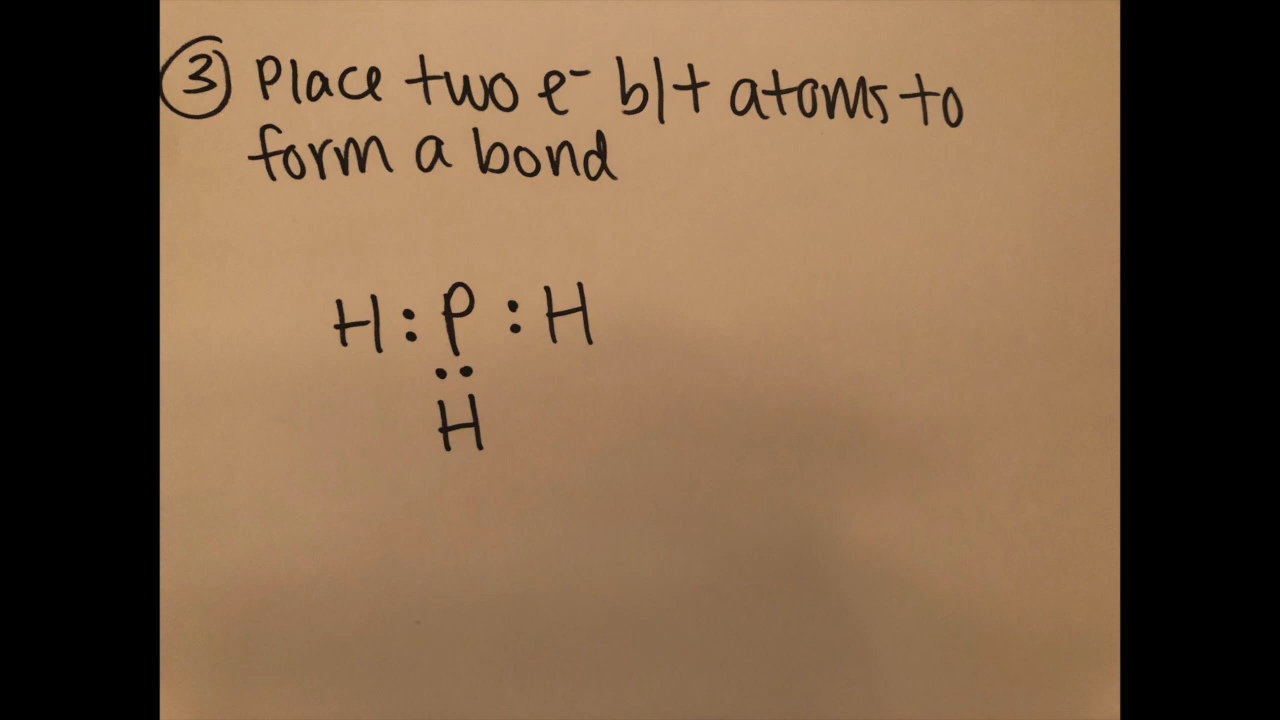 ③ Place two e⁻ b/t atoms to
form a bond
H : P : H
..
H